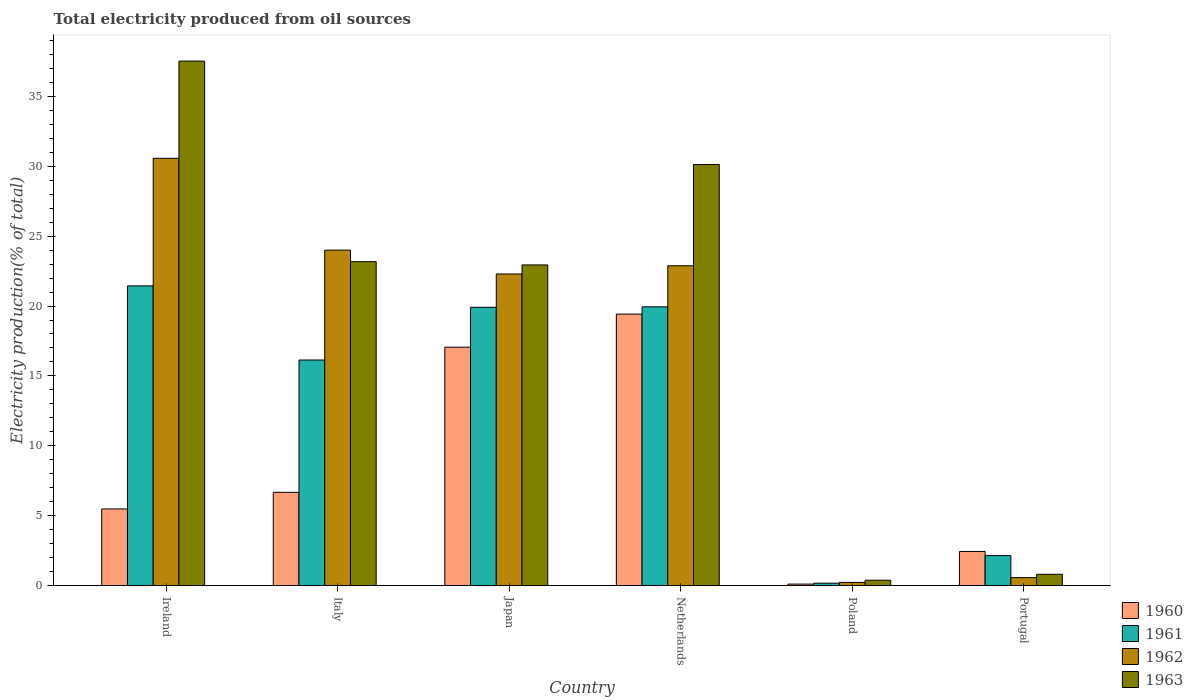 Total electricity produced from oil sources
Electricity production(% of total)
0
5
10
15
20
25
30
35
Ireland
Italy
Japan
Netherlands
Poland
Portugal
Country
1960
1961
1962
1963